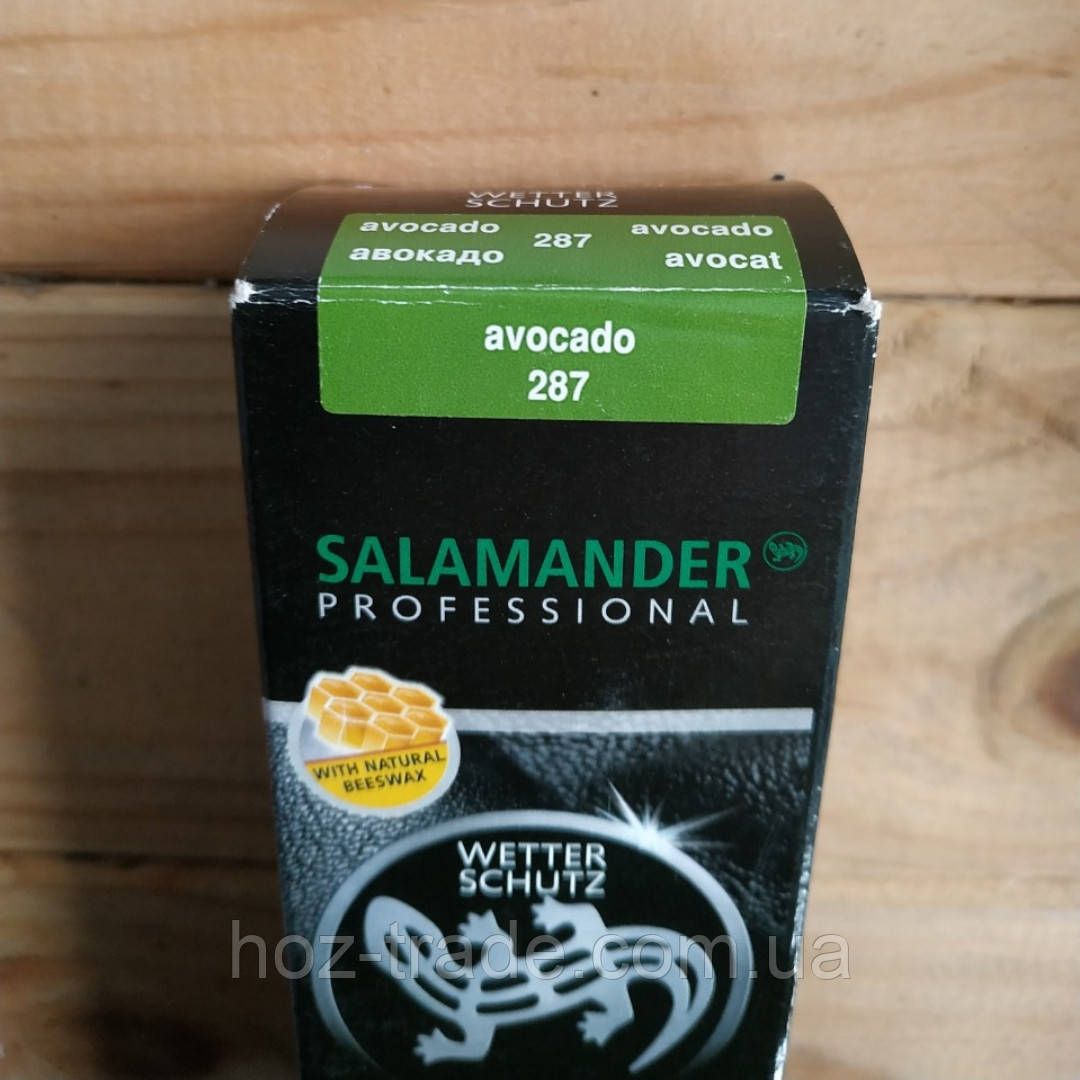 WETTER
SCHUTZ
avocado 287 avocado
авокадо avocat
avocado
287
SALAMANDER
PROFESSIONAL
WITH NATURAL
BEESWAX
WETTER
SCHUTZ
hoz-trade.com.ua